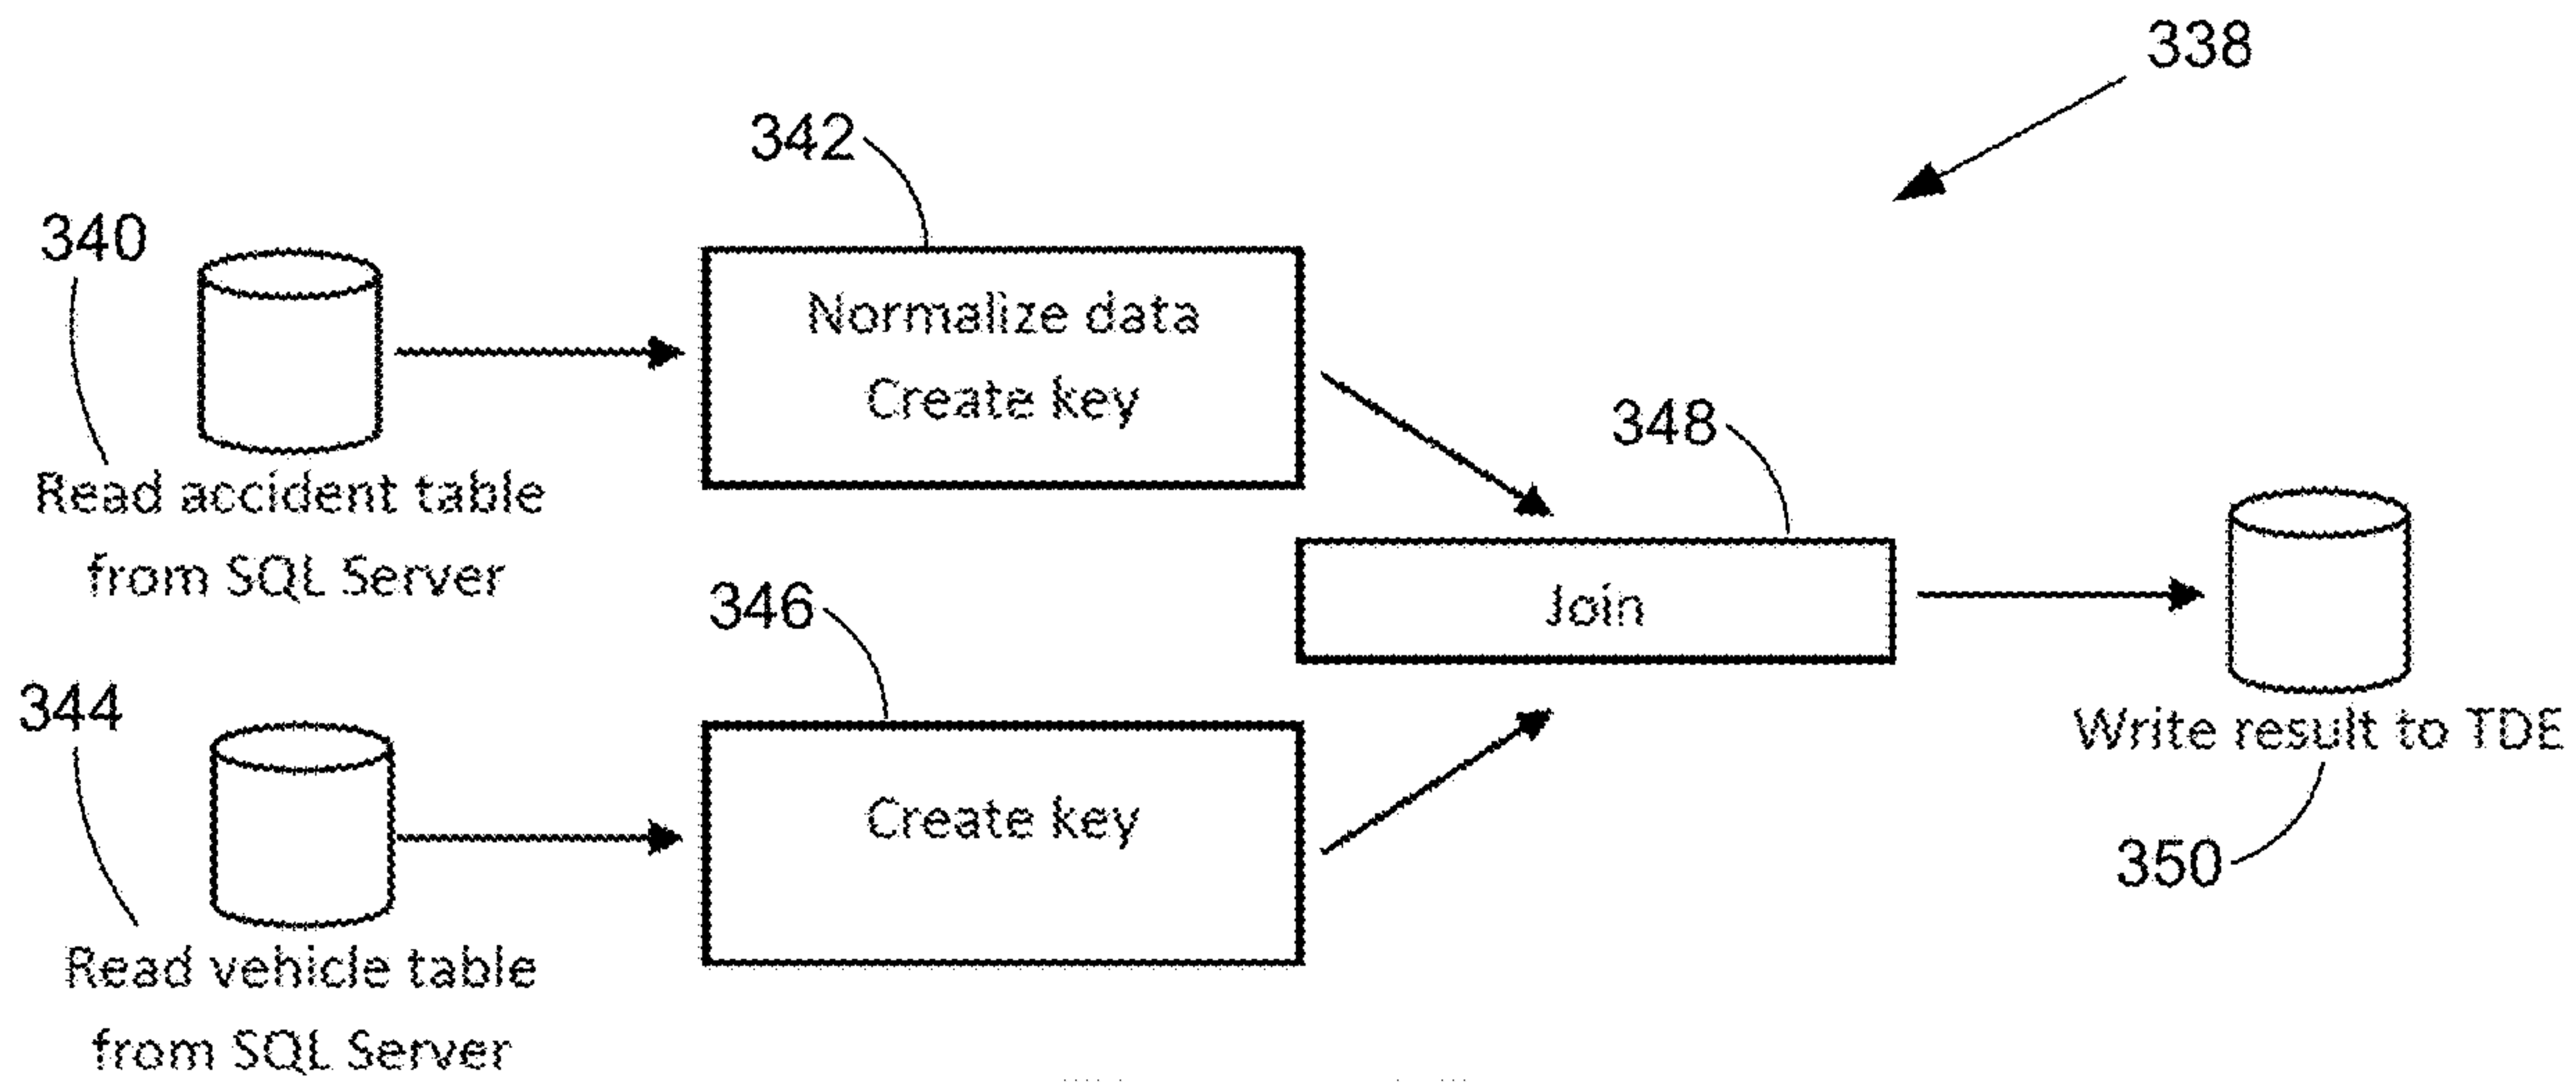 338
342
340
Normalize data
Create key
348
Read accident table
from SQL Server
346
Join
344
Write result to TDE
Create key
350
Read vehicle table
from SQL Server